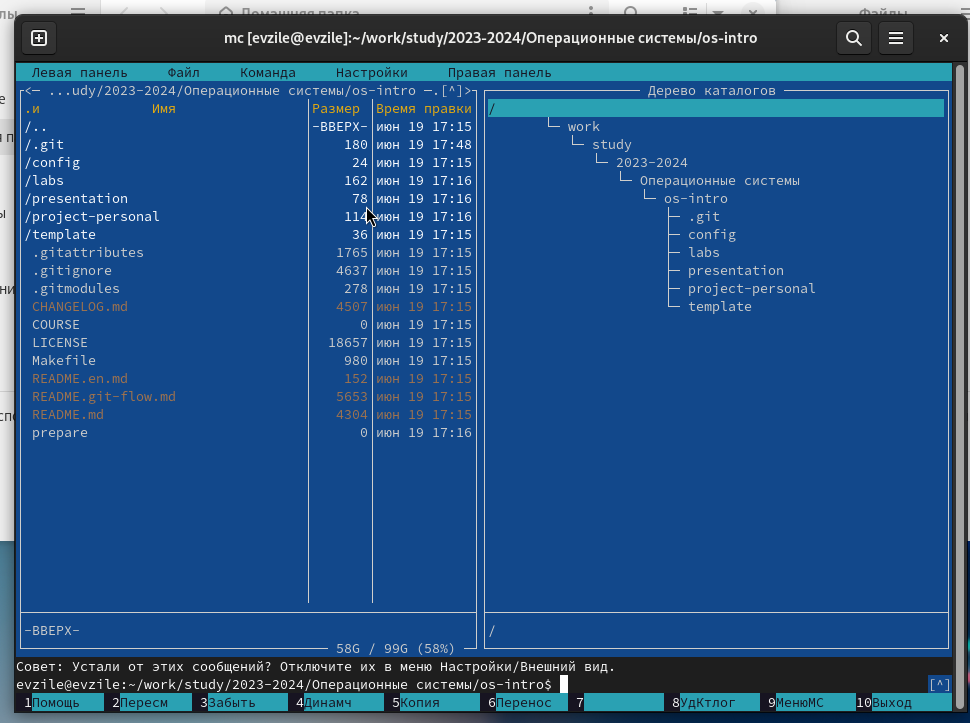 Домашняя папка
Файлы
mc [evzile@evzile]:~/work/study/2023-2024/Операционные системы/os-intro
Левая панель Файл Команда Настройки Правая панель
<─ ...udy/2023-2024/Операционные системы/os-intro ─.[^]>
Дерево каталогов
.и Имя Размер Время правки
/.. -ВВЕРХ- июн 19 17:15
/.git 180 июн 19 17:48
/config 24 июн 19 17:15
/labs 162 июн 19 17:16
/presentation 78 июн 19 17:16
/project-personal 114 июн 19 17:16
/template 36 июн 19 17:15
.gitattributes 1765 июн 19 17:15
.gitignore 4637 июн 19 17:15
.gitmodules 278 июн 19 17:15
CHANGELOG.md 4507 июн 19 17:15
COURSE 0 июн 19 17:15
LICENSE 18657 июн 19 17:15
Makefile 980 июн 19 17:15
README.en.md 152 июн 19 17:15
README.git-flow.md 5653 июн 19 17:15
README.md 4304 июн 19 17:15
prepare 0 июн 19 17:16
-ВВЕРХ-
58G / 99G (58%)
/
work
study
2023-2024
Операционные системы
os-intro
.git
config
labs
presentation
project-personal
template
/
Совет: Устали от этих сообщений? Отключите их в меню Настройки/Внешний вид.
evzile@evzile:~/work/study/2023-2024/Операционные системы/os-intro$ [^]
1Помощь 2Пересм 3Забыть 4Динамч 5Копия 6Перенос 7 8УдКтлог 9МенюMC 10Выход